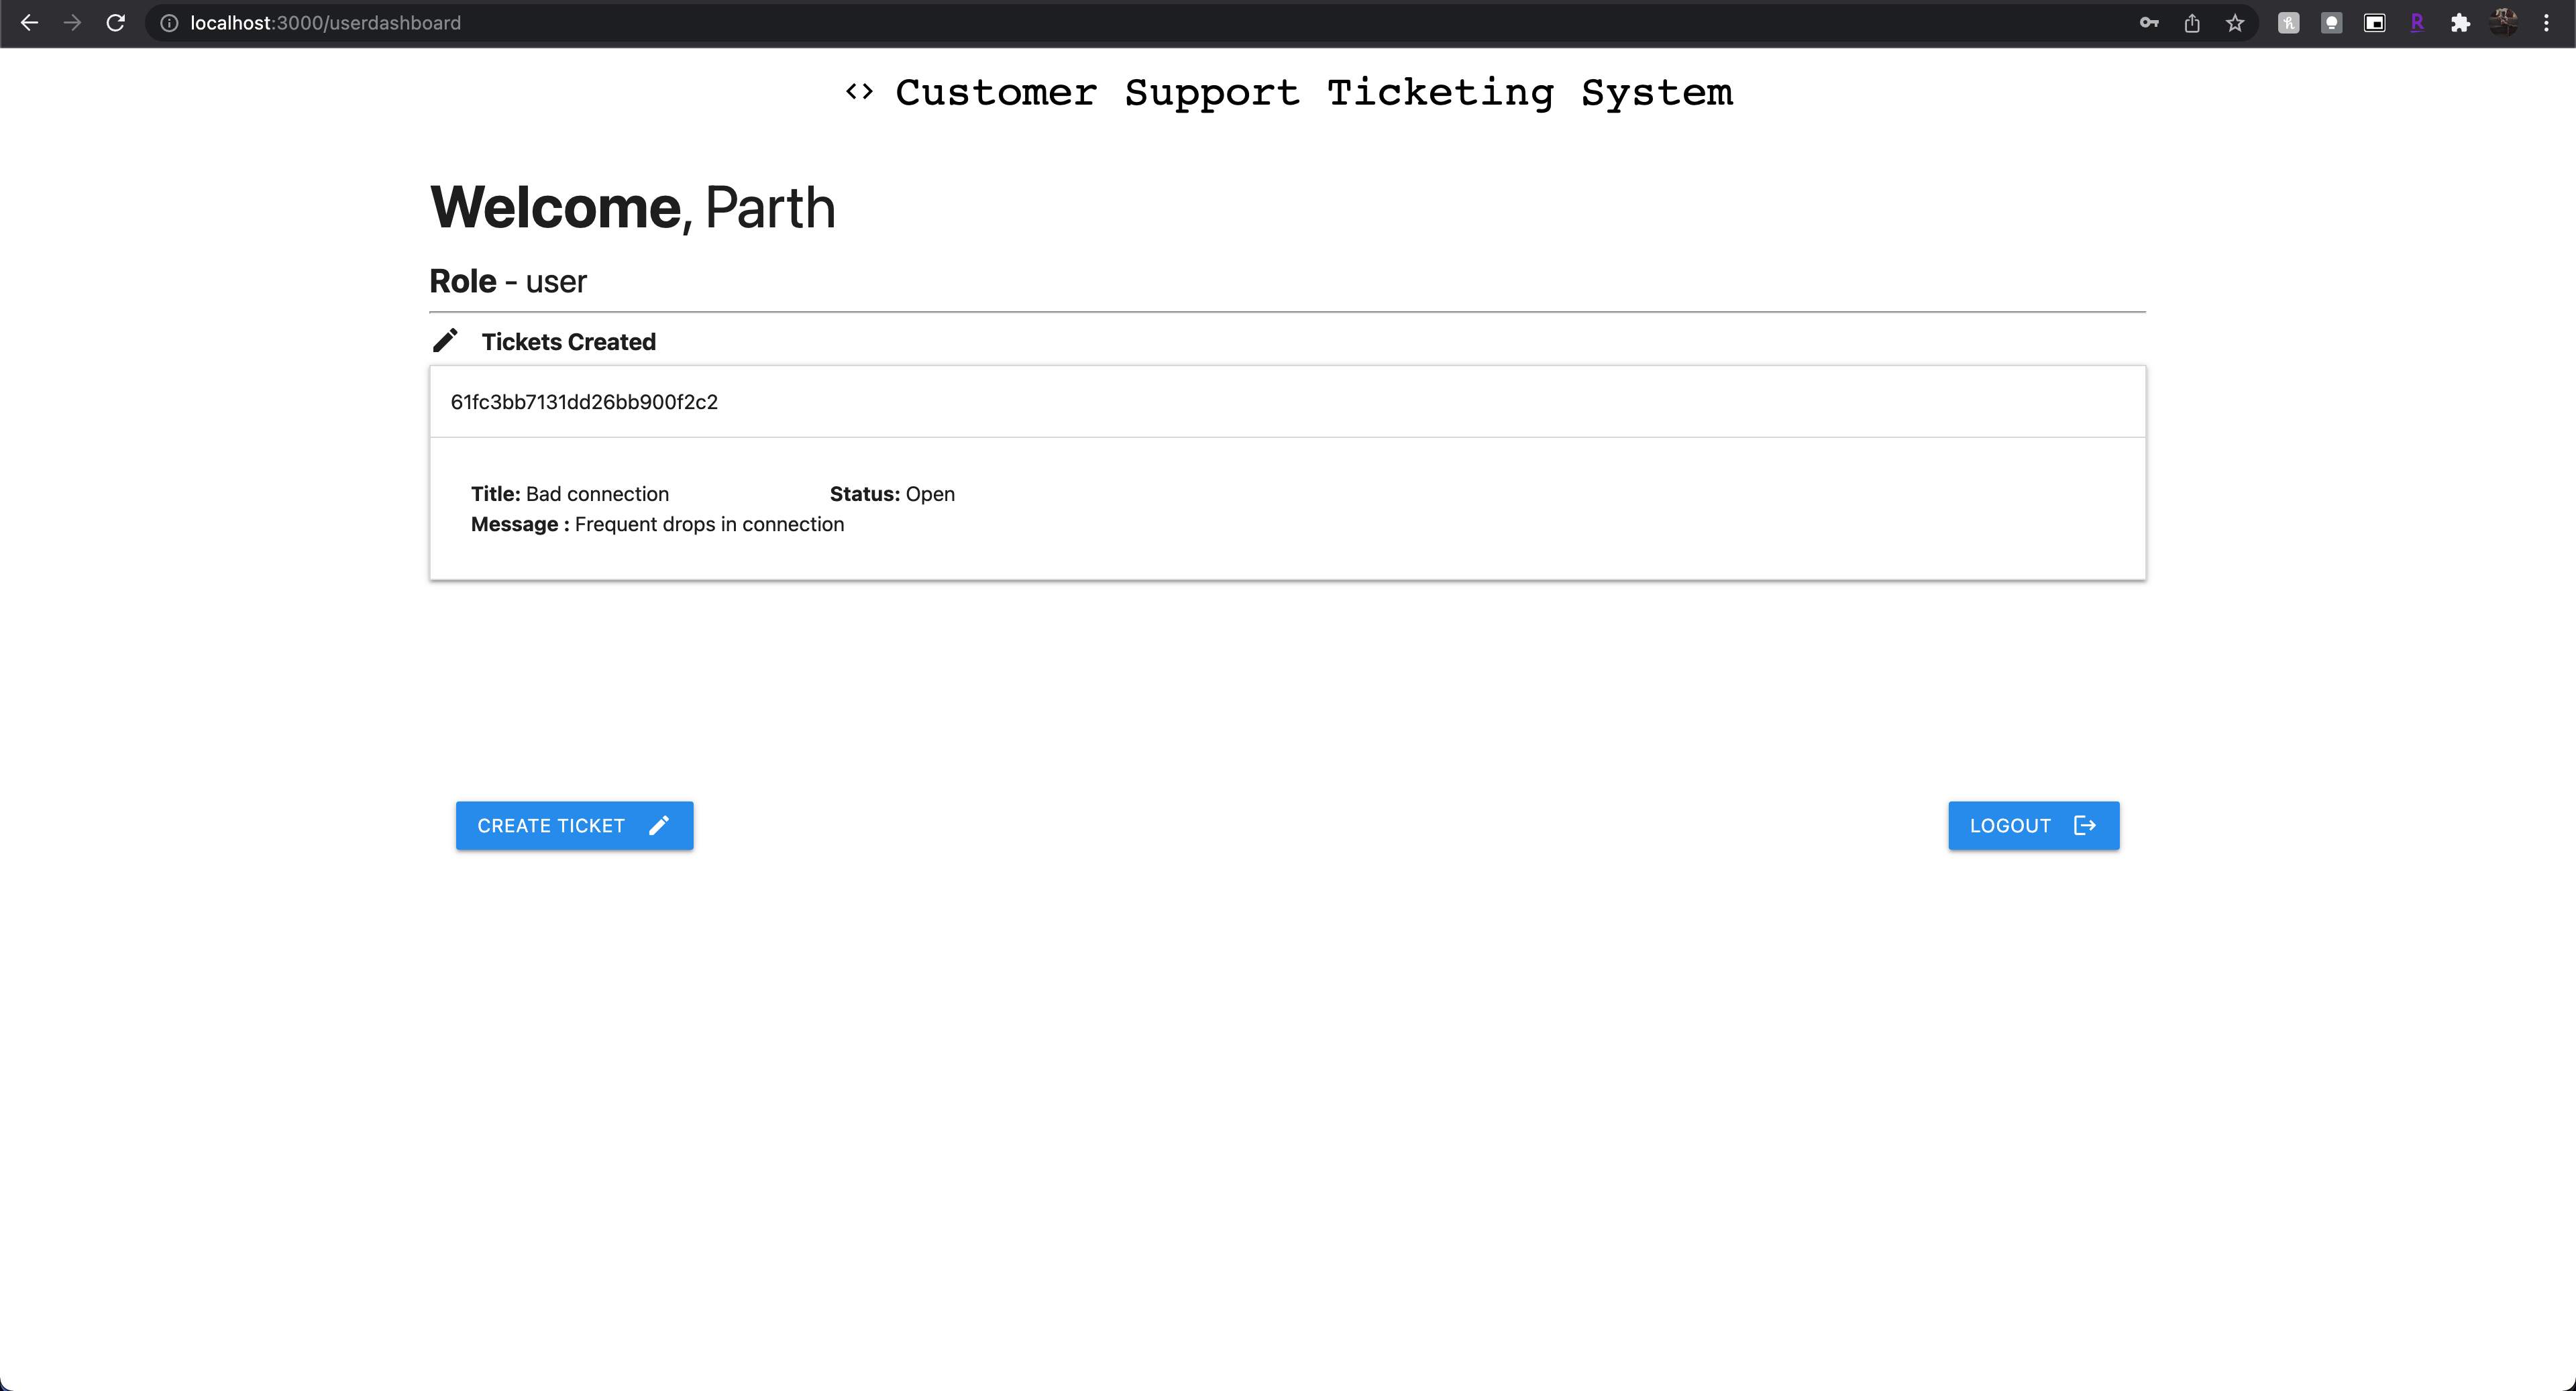 localhost:3000/userdashboard
<> Customer Support Ticketing System
Welcome, Parth
Role - user
Tickets Created
61fc3bb7131dd26bb900f2c2
Title: Bad connection Status: Open
Message : Frequent drops in connection
CREATE TICKET LOGOUT